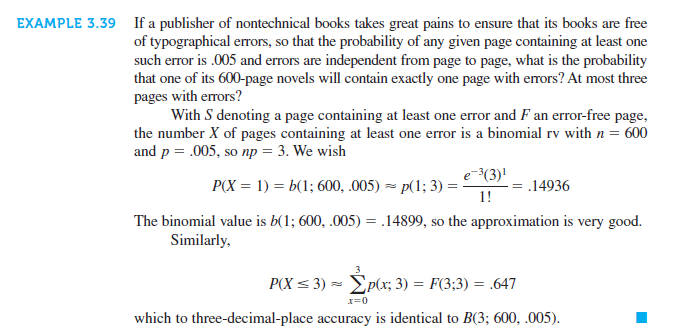 EXAMPLE 3.39 If a publisher of nontechnical books takes great pains to ensure that its books are free
of typographical errors, so that the probability of any given page containing at least one
such error is .005 and errors are independent from page to page, what is the probability
that one of its 600-page novels will contain exactly one page with errors? At most three
pages with errors?
With S denoting a page containing at least one error and F an error-free page,
the number X of pages containing at least one error is a binomial rv with n = 600
and p = .005, so np = 3. We wish
P(X = 1) = b(1; 600, .005) ≈ p(1; 3) = e⁻³(3)¹ / 1! = .14936
The binomial value is b(1; 600, .005) = .14899, so the approximation is very good.
Similarly,
P(X ≤ 3) ≈ ∑_{x=0}^{3} p(x; 3) = F(3;3) = .647
which to three-decimal-place accuracy is identical to B(3; 600, .005).